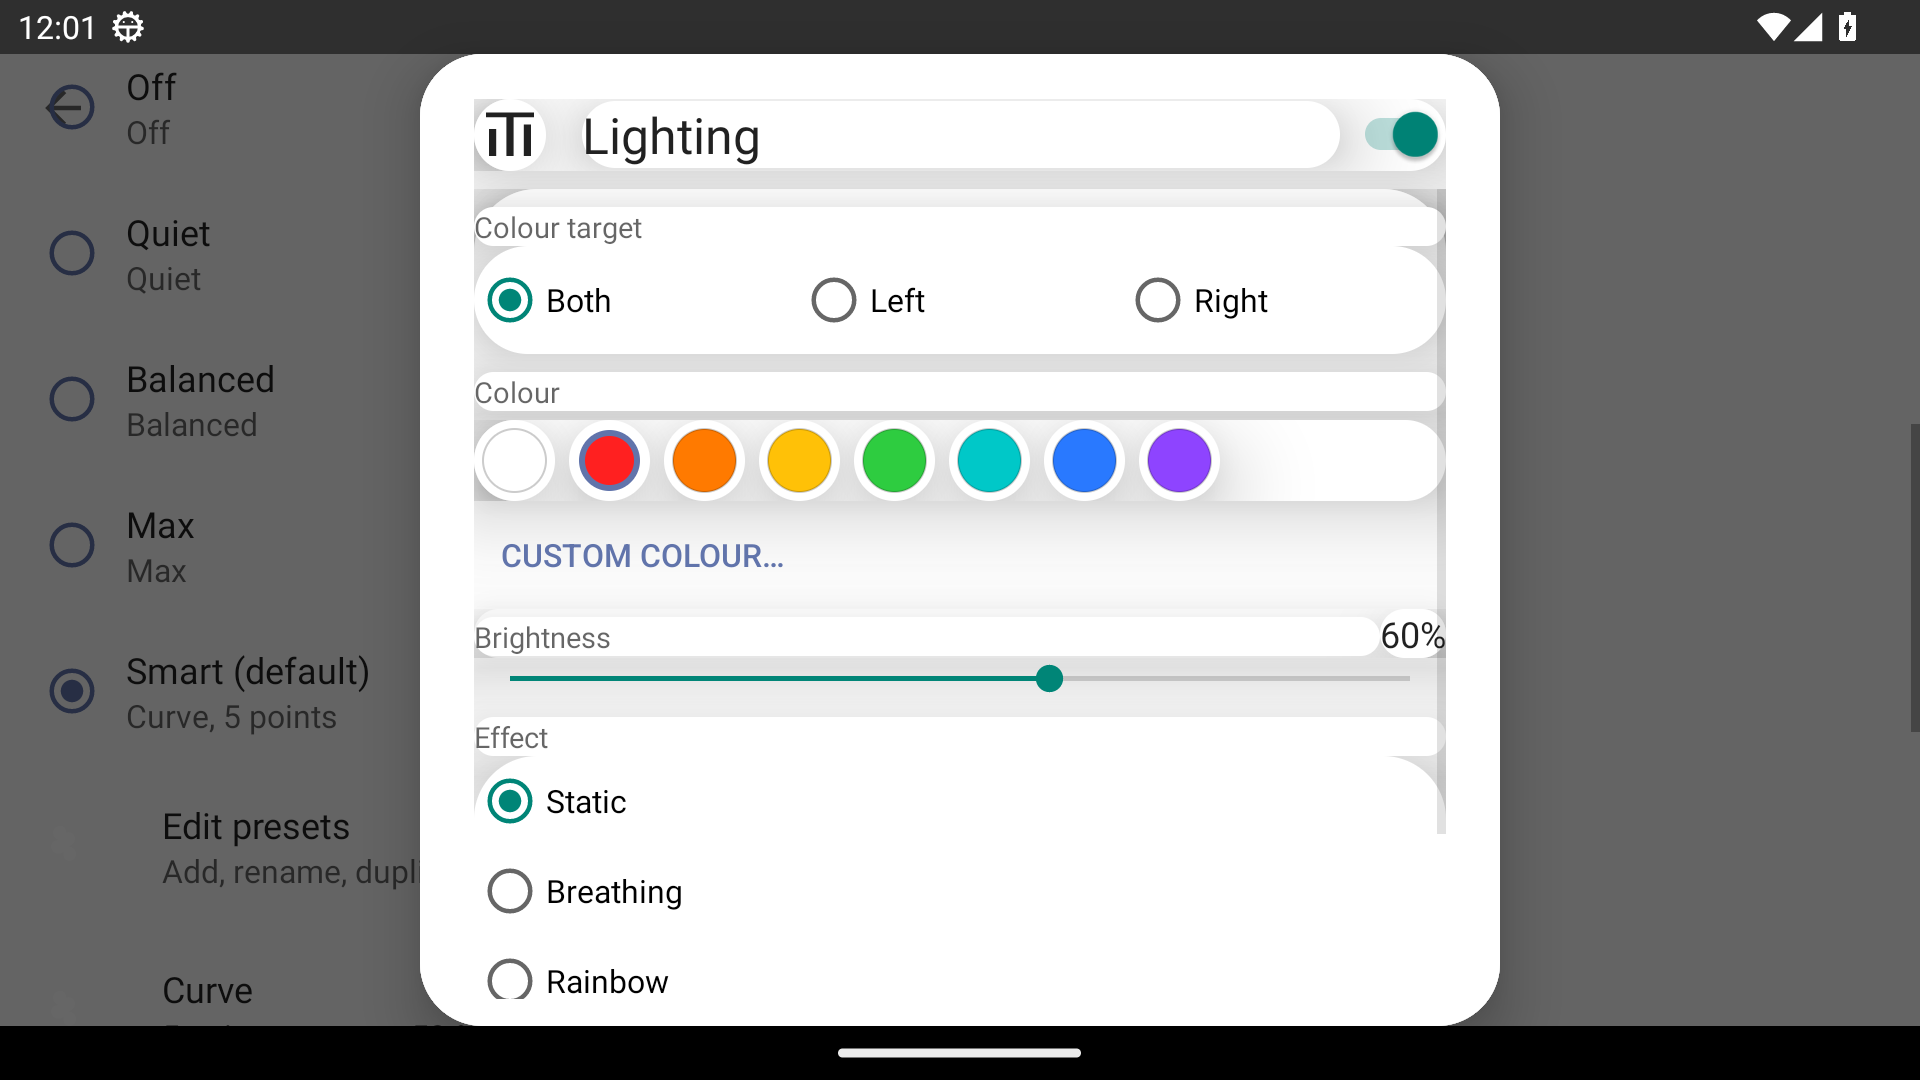 12:01
Off
Off
Quiet
Quiet
Balanced
Balanced
Max
Max
Smart (default)
Curve, 5 points
Edit presets
Add, rename, dupl
Curve
Lighting
Colour target
Both
Left
Right
Colour
CUSTOM COLOUR...
Brightness
60%
Effect
Static
Breathing
Rainbow